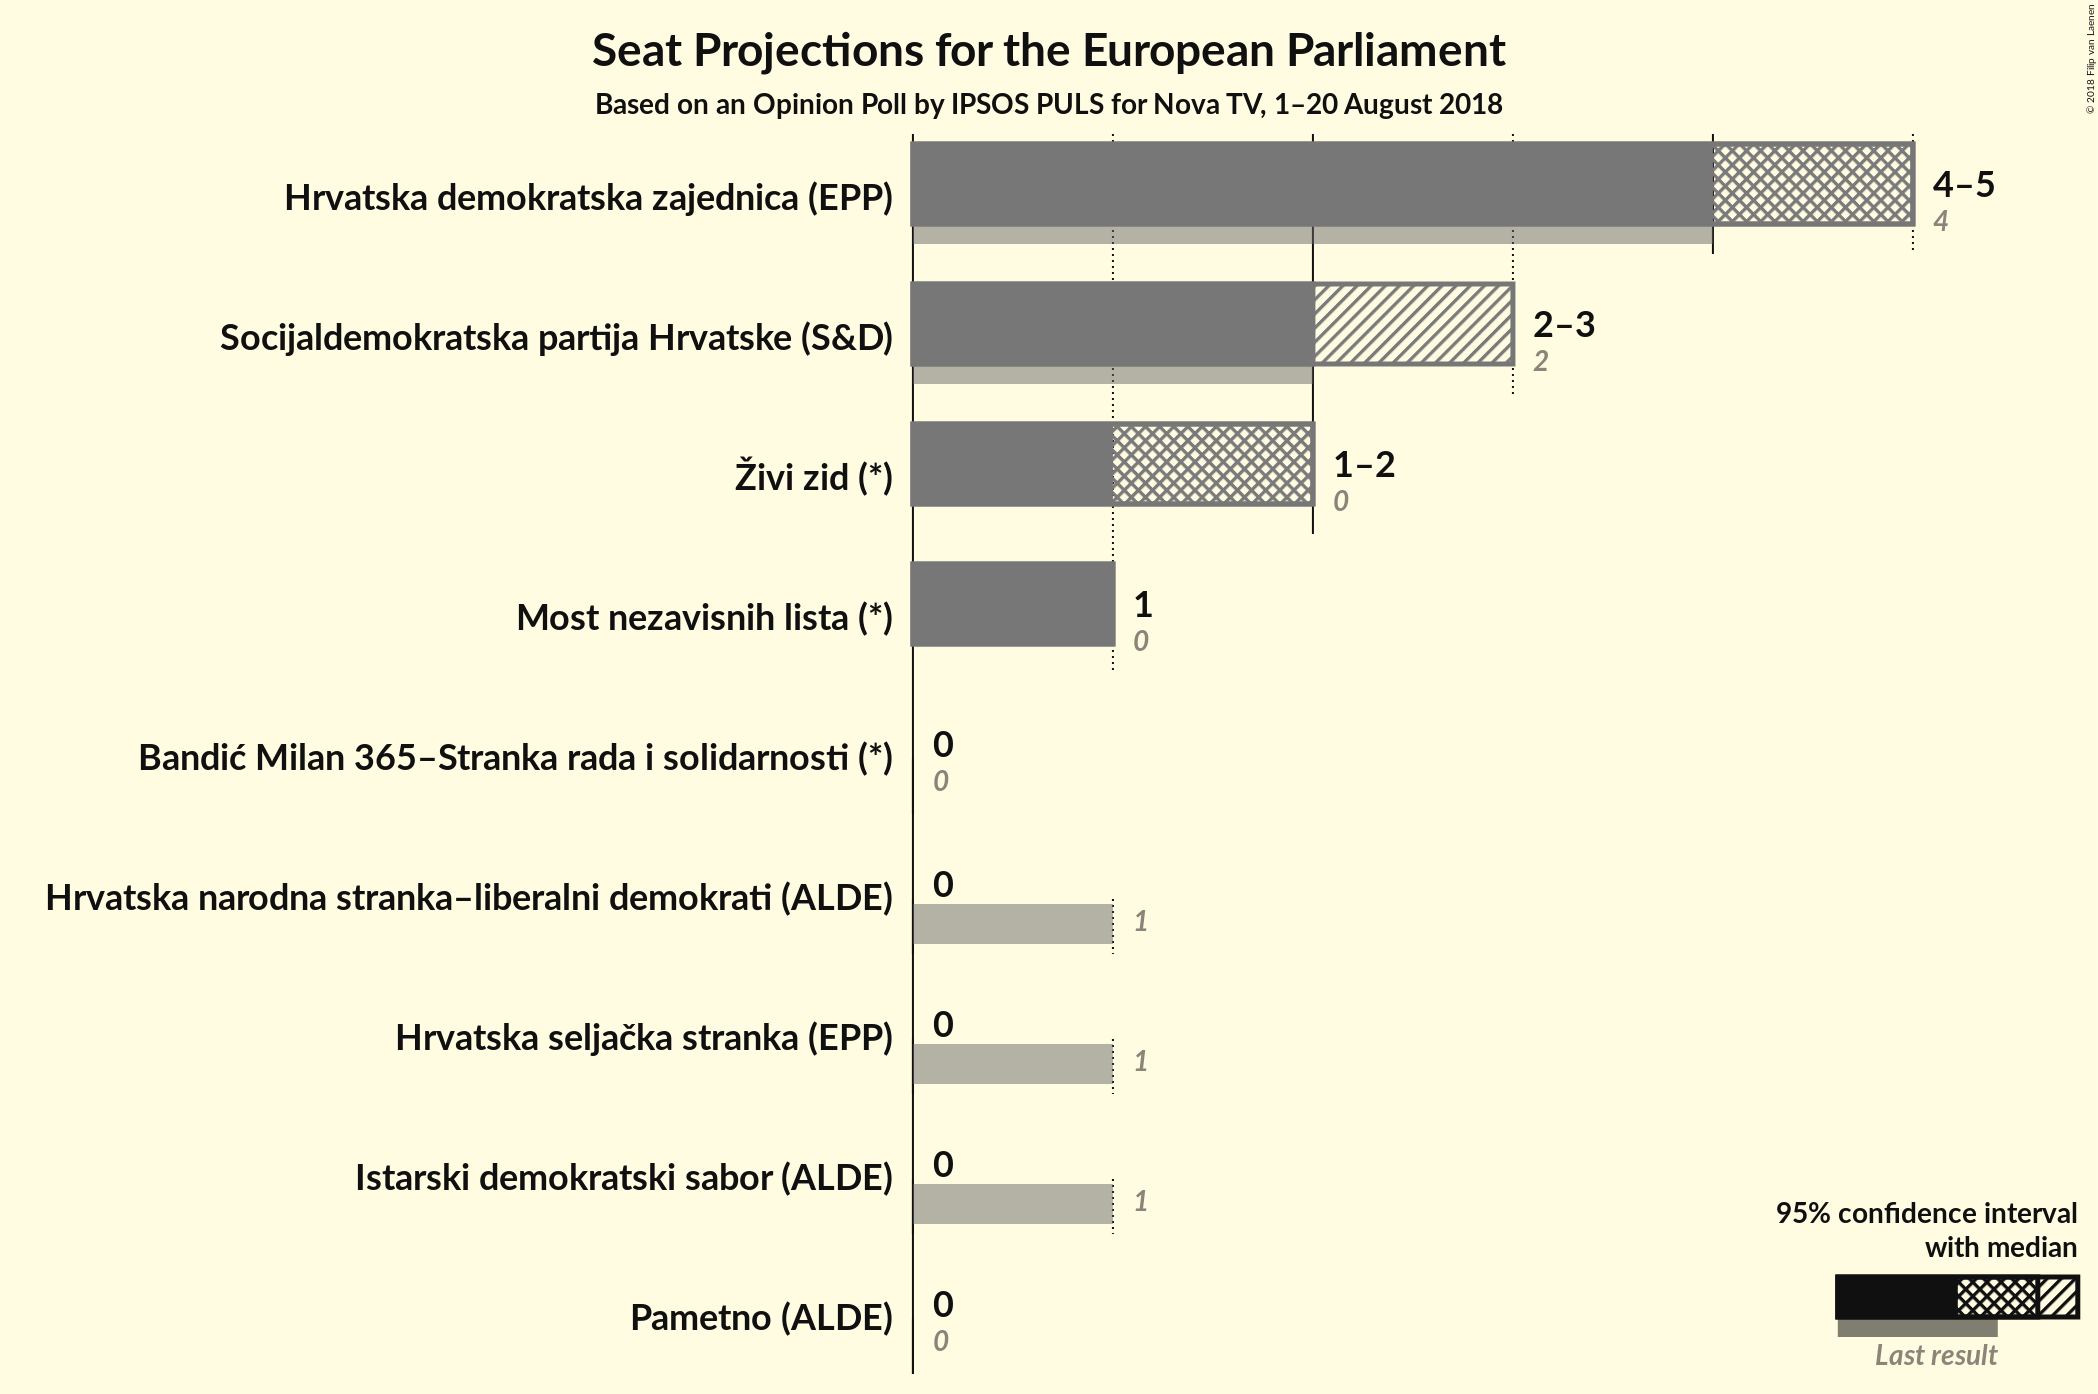 Seat Projections for the European Parliament
Based on an Opinion Poll by IPSOS PULS for Nova TV, 1–20 August 2018
© 2018 Filip van Laenen
Hrvatska demokratska zajednica (EPP)
4–5
4
Socijaldemokratska partija Hrvatske (S&D)
2–3
2
Živi zid (*)
1–2
0
Most nezavisnih lista (*)
1
0
Bandić Milan 365–Stranka rada i solidarnosti (*)
0
0
Hrvatska narodna stranka–liberalni demokrati (ALDE)
0
1
Hrvatska seljačka stranka (EPP)
0
1
Istarski demokratski sabor (ALDE)
0
1
Pametno (ALDE)
0
0
95% confidence interval
with median
Last result